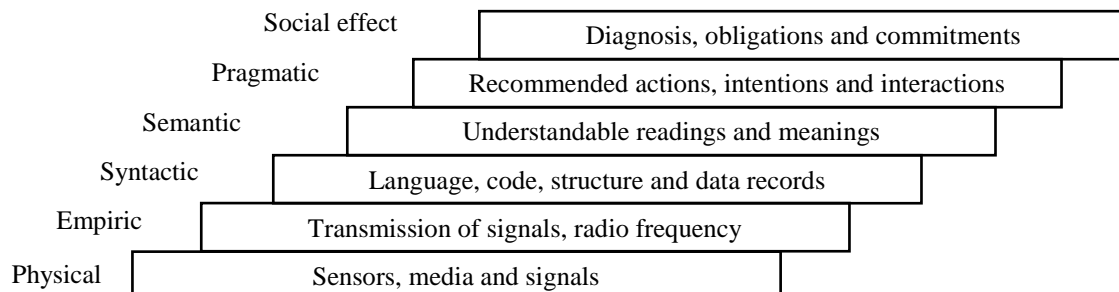 Social effect
Diagnosis, obligations and commitments
Pragmatic
Recommended actions, intentions and interactions
Semantic
Understandable readings and meanings
Syntactic
Language, code, structure and data records
Empiric
Transmission of signals, radio frequency
Physical
Sensors, media and signals